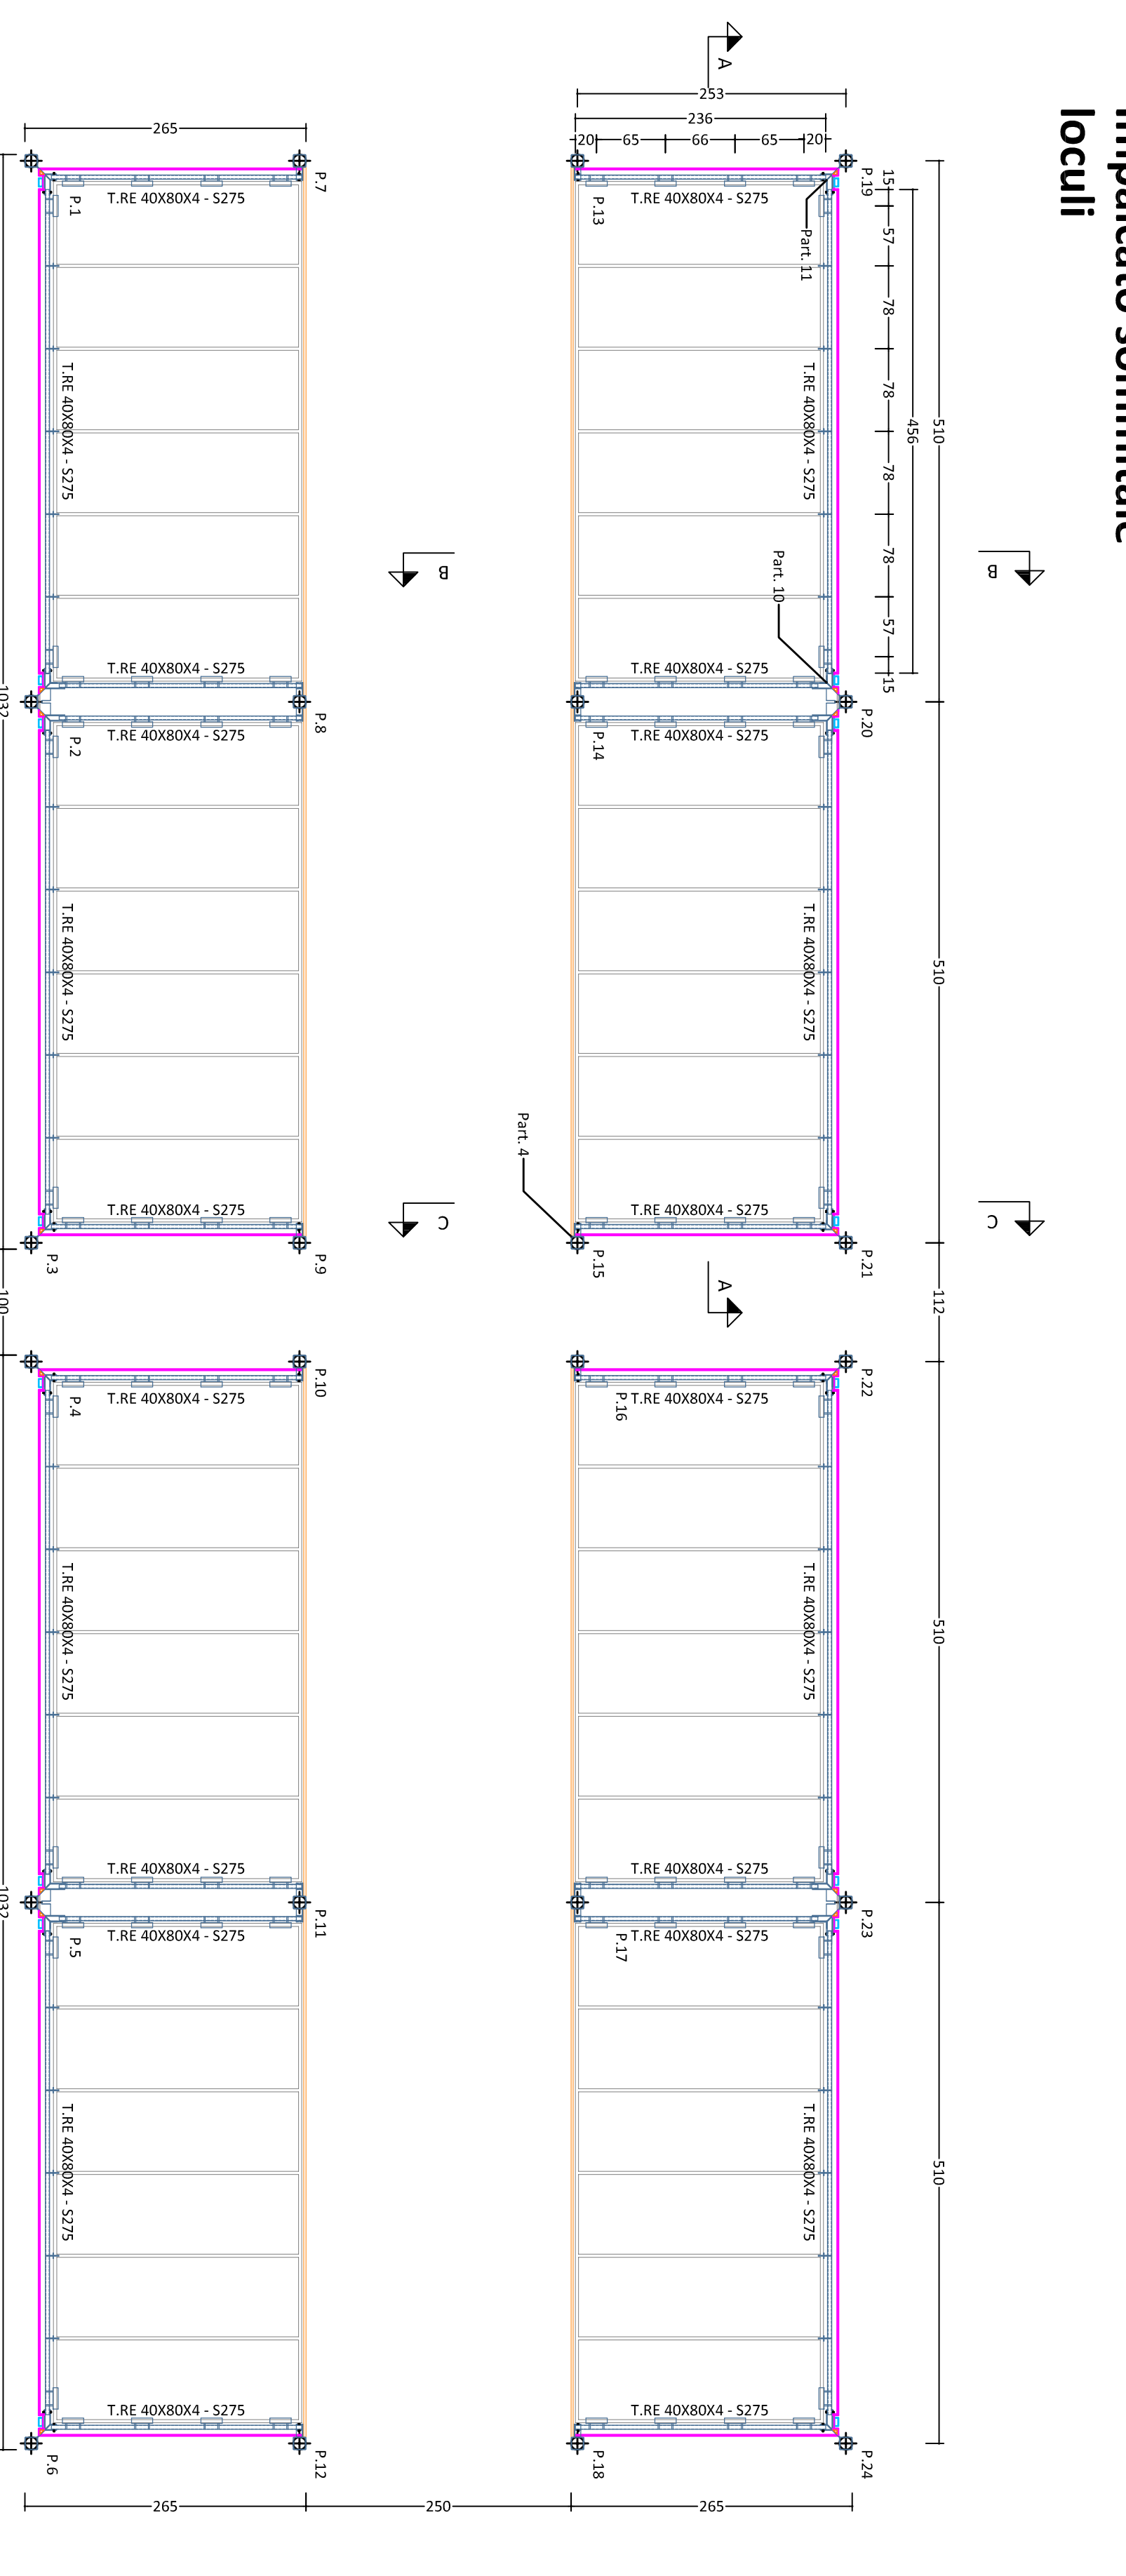 Impalcato sommitale
loculi
A
253
236
20 65 66 65 20
265
P.7
P.19
15
T.RE 40X80X4 - S275
T.RE 40X80X4 - S275
P.1
P.13
57
Part. 11
78
T.RE 40X80X4 - S275
T.RE 40X80X4 - S275
78
456
510
78
B
B
78
Part. 10
57
T.RE 40X80X4 - S275
T.RE 40X80X4 - S275
15
1032
P.8
P.20
T.RE 40X80X4 - S275
T.RE 40X80X4 - S275
P.2
P.14
T.RE 40X80X4 - S275
T.RE 40X80X4 - S275
510
Part. 4
T.RE 40X80X4 - S275
T.RE 40X80X4 - S275
C
C
P.3
P.9
P.15
P.21
A
100
112
P.10
P.22
T.RE 40X80X4 - S275
T.RE 40X80X4 - S275
P.4
P.16
T.RE 40X80X4 - S275
T.RE 40X80X4 - S275
510
T.RE 40X80X4 - S275
T.RE 40X80X4 - S275
1032
P.11
P.23
T.RE 40X80X4 - S275
T.RE 40X80X4 - S275
P.5
P.17
T.RE 40X80X4 - S275
T.RE 40X80X4 - S275
510
T.RE 40X80X4 - S275
T.RE 40X80X4 - S275
P.6
P.12
P.18
P.24
265
250
265